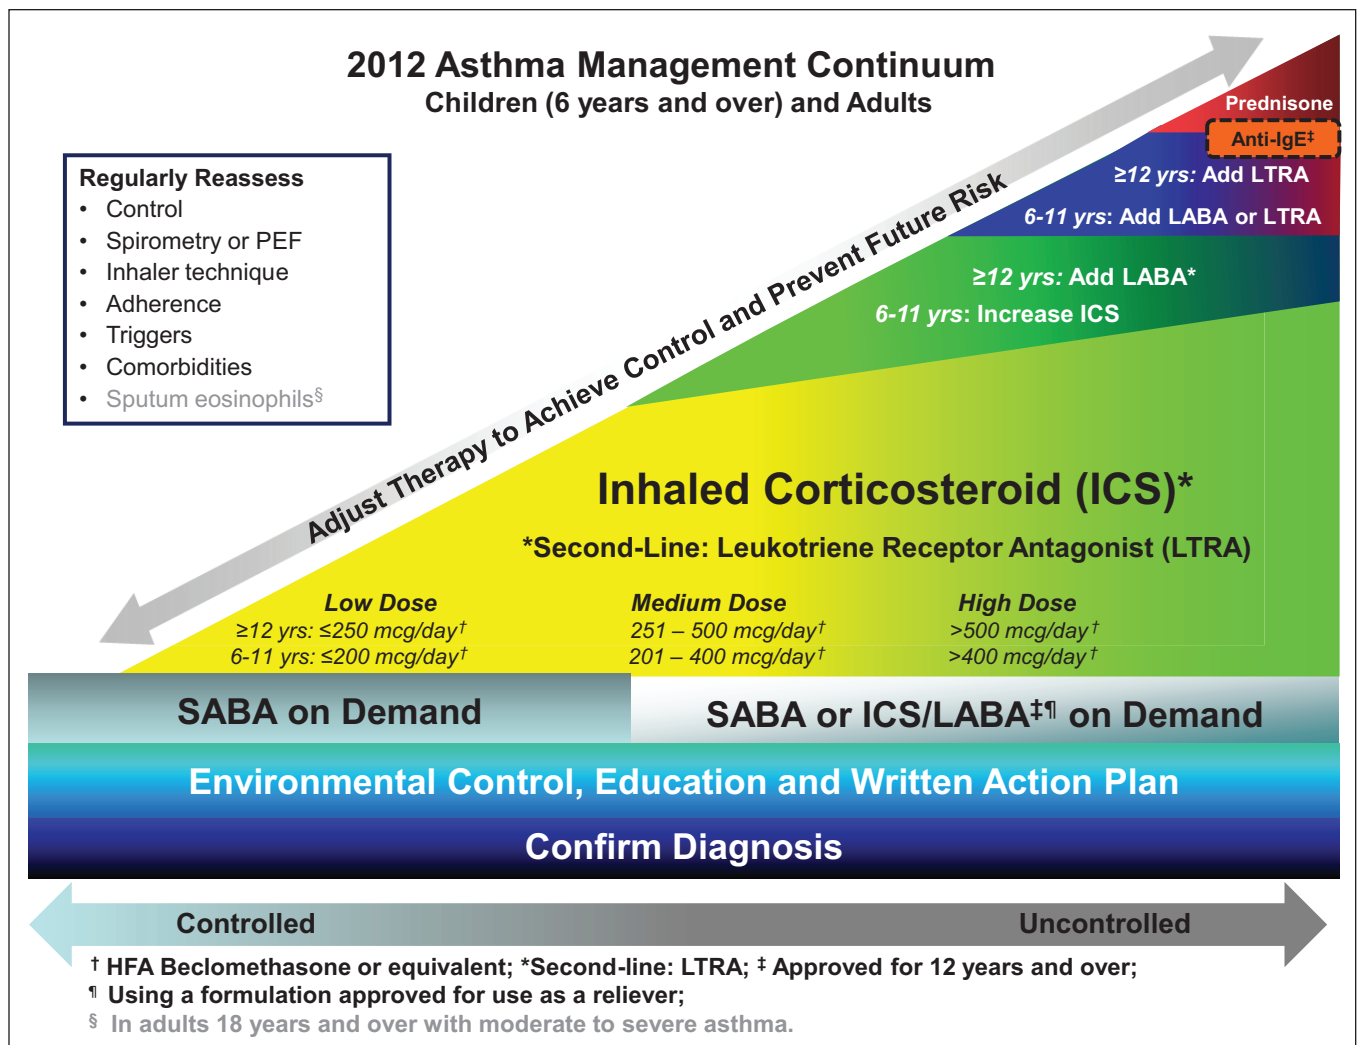 2012 Asthma Management Continuum
Children (6 years and over) and Adults
Regularly Reassess
• Control
• Spirometry or PEF
• Inhaler technique
• Adherence
• Triggers
• Comorbidities
• Sputum eosinophils§
Adjust Therapy to Achieve Control and Prevent Future Risk
Prednisone
Anti-IgE‡
≥12 yrs: Add LTRA
6-11 yrs: Add LABA or LTRA
≥12 yrs: Add LABA*
6-11 yrs: Increase ICS
Inhaled Corticosteroid (ICS)*
*Second-Line: Leukotriene Receptor Antagonist (LTRA)
Low Dose Medium Dose High Dose
≥12 yrs: ≤250 mcg/day† 251 – 500 mcg/day† >500 mcg/day†
6-11 yrs: ≤200 mcg/day† 201 – 400 mcg/day† >400 mcg/day†
SABA on Demand
SABA or ICS/LABA‡¶ on Demand
Environmental Control, Education and Written Action Plan
Confirm Diagnosis
Controlled Uncontrolled
† HFA Beclomethasone or equivalent; *Second-line: LTRA; ‡ Approved for 12 years and over;
¶ Using a formulation approved for use as a reliever;
§ In adults 18 years and over with moderate to severe asthma.